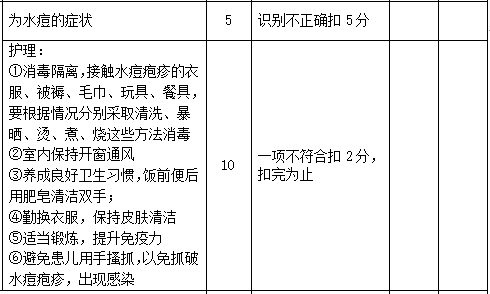 为水痘的症状
5
识别不正确扣 5 分
护理：
①消毒隔离，接触水痘疱疹的衣
服、被褥、毛巾、玩具、餐具，
要根据情况分别采取清洗、暴
晒、烫、煮、烧这些方法消毒
②室内保持开窗通风
③养成良好卫生习惯，饭前便后
用肥皂清洁双手；
④勤换衣服，保持皮肤清洁
⑤适当锻炼，提升免疫力
⑥避免患儿用手搔抓，以免抓破
水痘疱疹，出现感染
10
一项不符合扣 2 分，
扣完为止